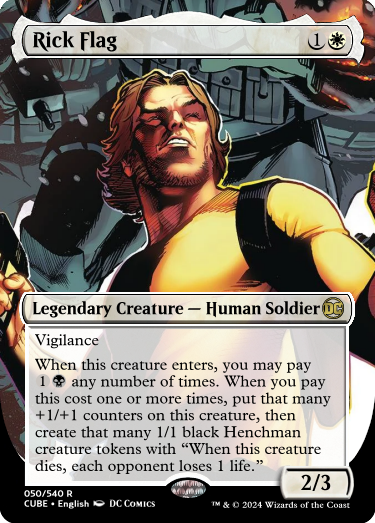 Rick Flag
1
Legendary Creature — Human Soldier
DC
Vigilance
When this creature enters, you may pay
1 any number of times. When you pay
this cost one or more times, put that many
+1/+1 counters on this creature, then
create that many 1/1 black Henchman
creature tokens with “When this creature
dies, each opponent loses 1 life.”
2/3
050/540 R
CUBE • English DC COMICS
™ & © 2024 Wizards of the Coast